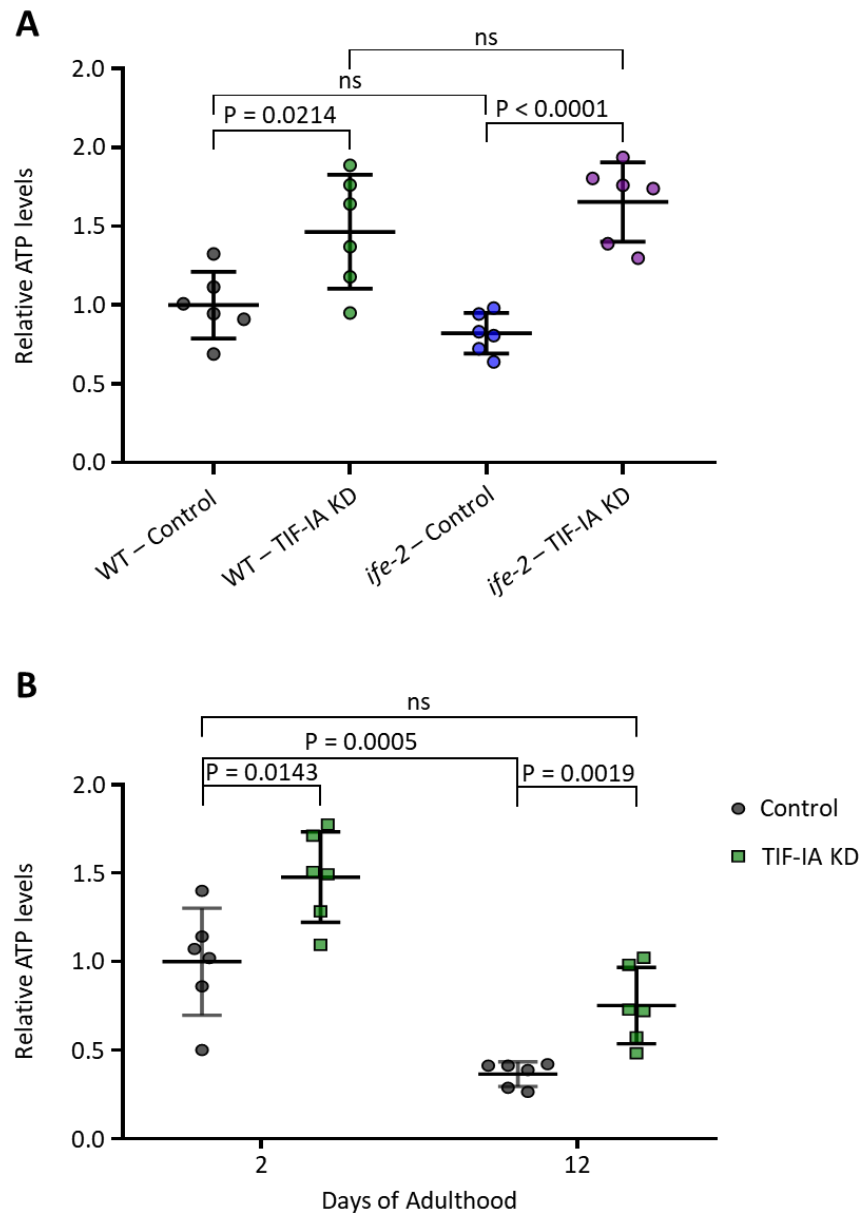 A
ns
2.0
ns
P = 0.0214
P < 0.0001
2.0
1.5
1.0
0.5
0.0
Relative ATP levels
WT – Control
WT – TIF-IA KD
ife-2 – Control
ife-2 – TIF-IA KD
B
ns
P = 0.0005
P = 0.0143
P = 0.0019
2.0
1.5
1.0
0.5
0.0
Relative ATP levels
Control
TIF-IA KD
2
12
Days of Adulthood